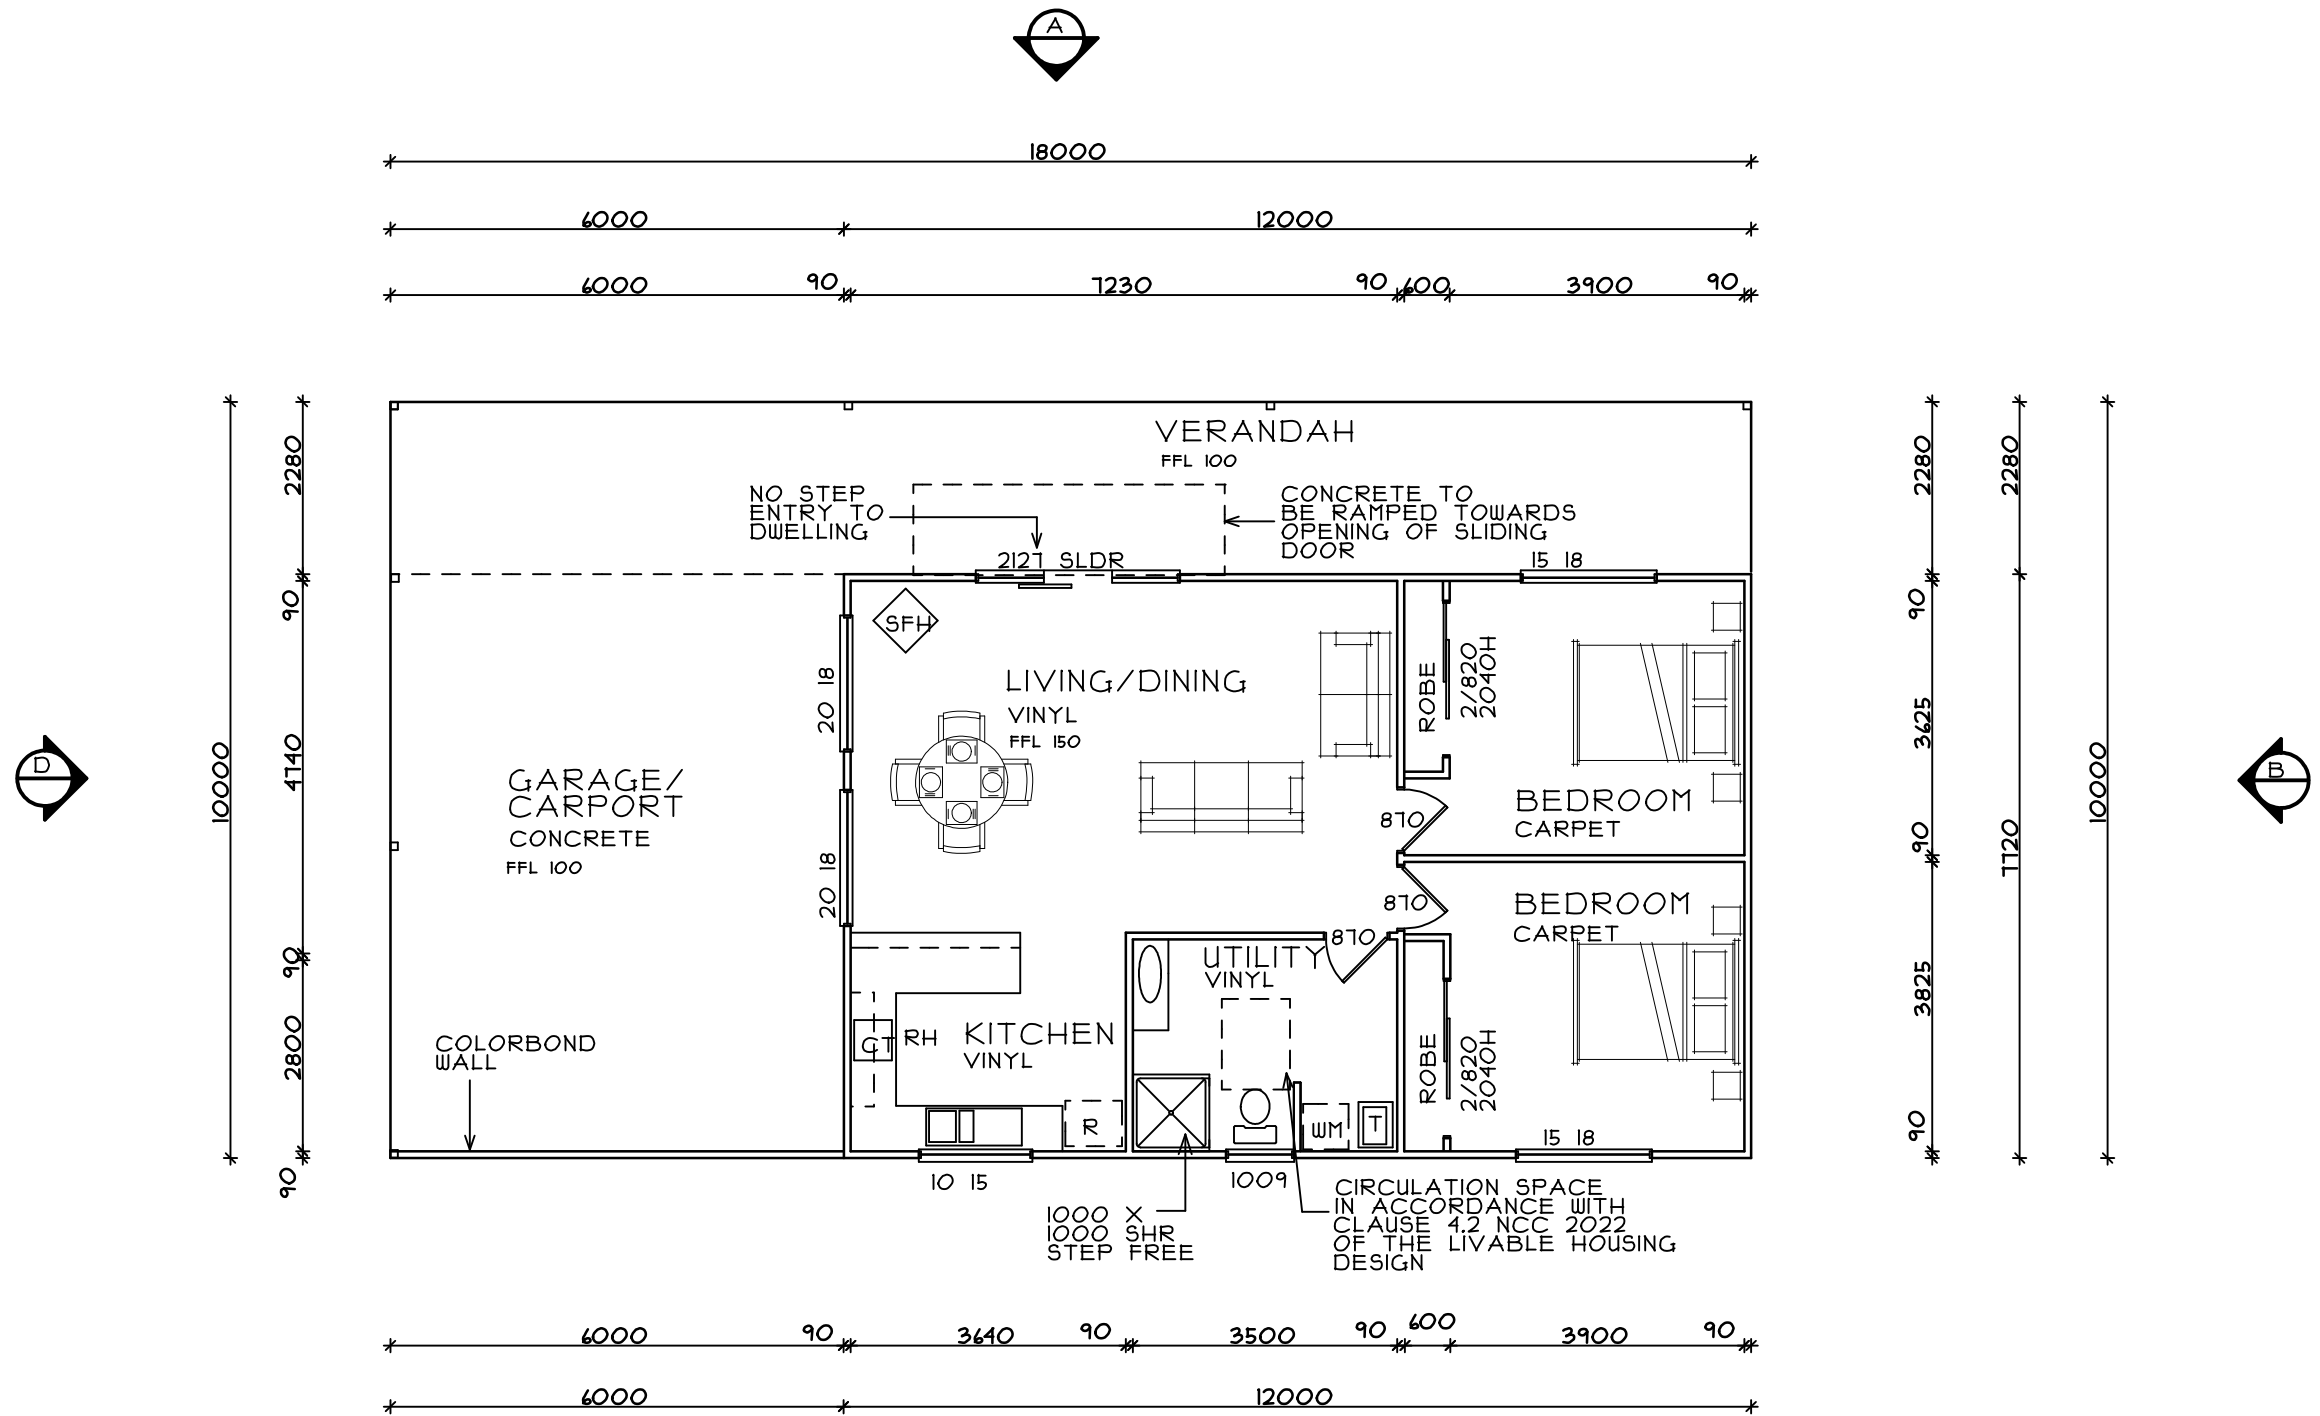 A
18000
6000 12000
6000 90 7230 90 600 3900 90
VERANDAH
FFL 100
NO STEP
ENTRY TO
DWELLING
CONCRETE TO
BE RAMPED TOWARDS
OPENING OF SLIDING
DOOR
2127 SLDR
15 18
SFH
LIVING/DINING
VINYL
FFL 150
20 18
20 18
GARAGE/
CARPORT
CONCRETE
FFL 100
ROBE
2/820
2040H
BEDROOM
CARPET
870
870
870
BEDROOM
CARPET
UTILITY
VINYL
KITCHEN
VINYL
CT RH
R
WM
T
ROBE
2/820
2040H
COLORBOND
WALL
10 15
1009
15 18
1000 X
1000 SHR
STEP FREE
CIRCULATION SPACE
IN ACCORDANCE WITH
CLAUSE 4.2 NCC 2022
OF THE LIVABLE HOUSING
DESIGN
D
B
10000
2280
90
4740
90
2800
90
2280
90
3625
90
3825
90
2280
7720
10000
6000 90 3640 90 3500 90 600 3900 90
6000 12000